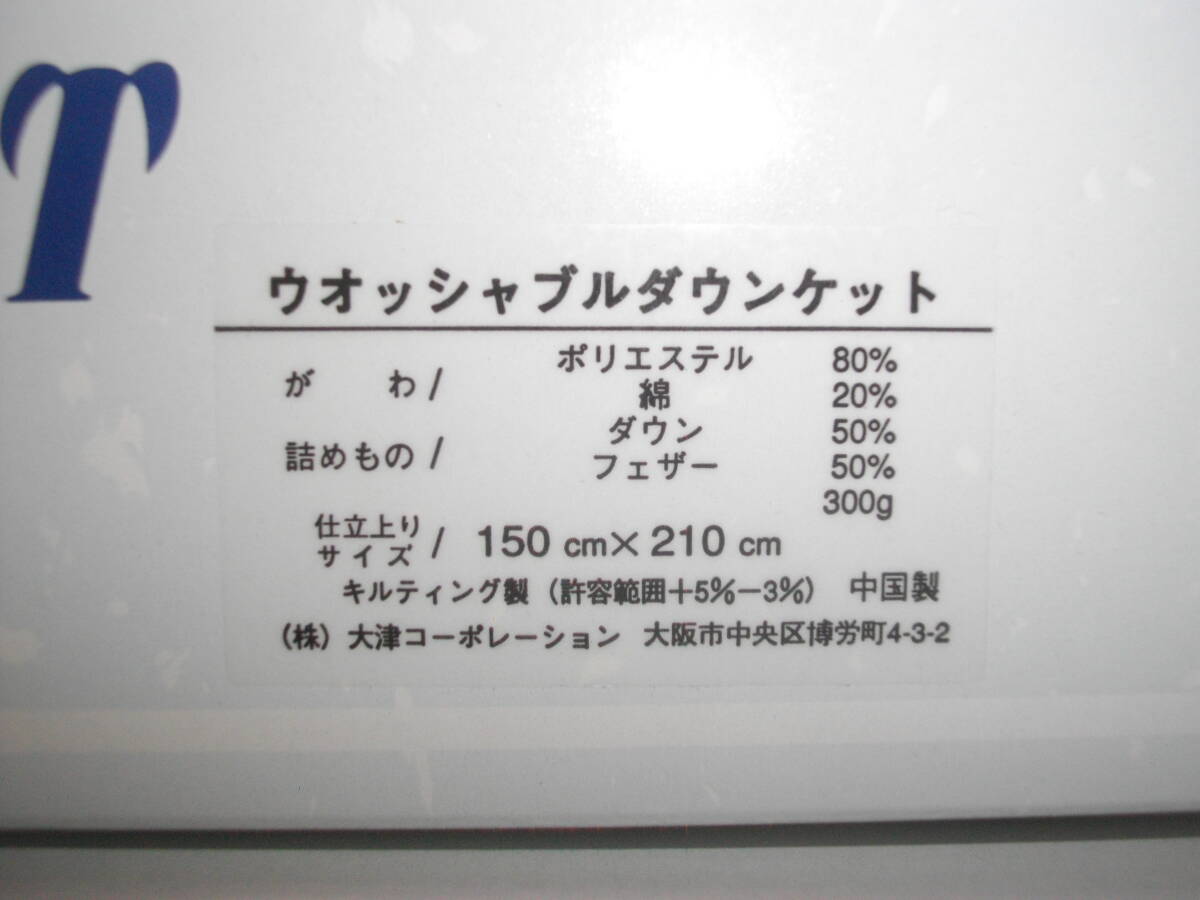 T
ウオッシャブルダウンケット
がわ/ ポリエステル 80%
綿 20%
詰めもの/ ダウン 50%
フェザー 50%
300g
仕立上りサイズ/ 150cm×210cm
キルティング製(許容範囲+5%-3%) 中国製
(株)大津コーポレーション 大阪市中央区博労町4-3-2